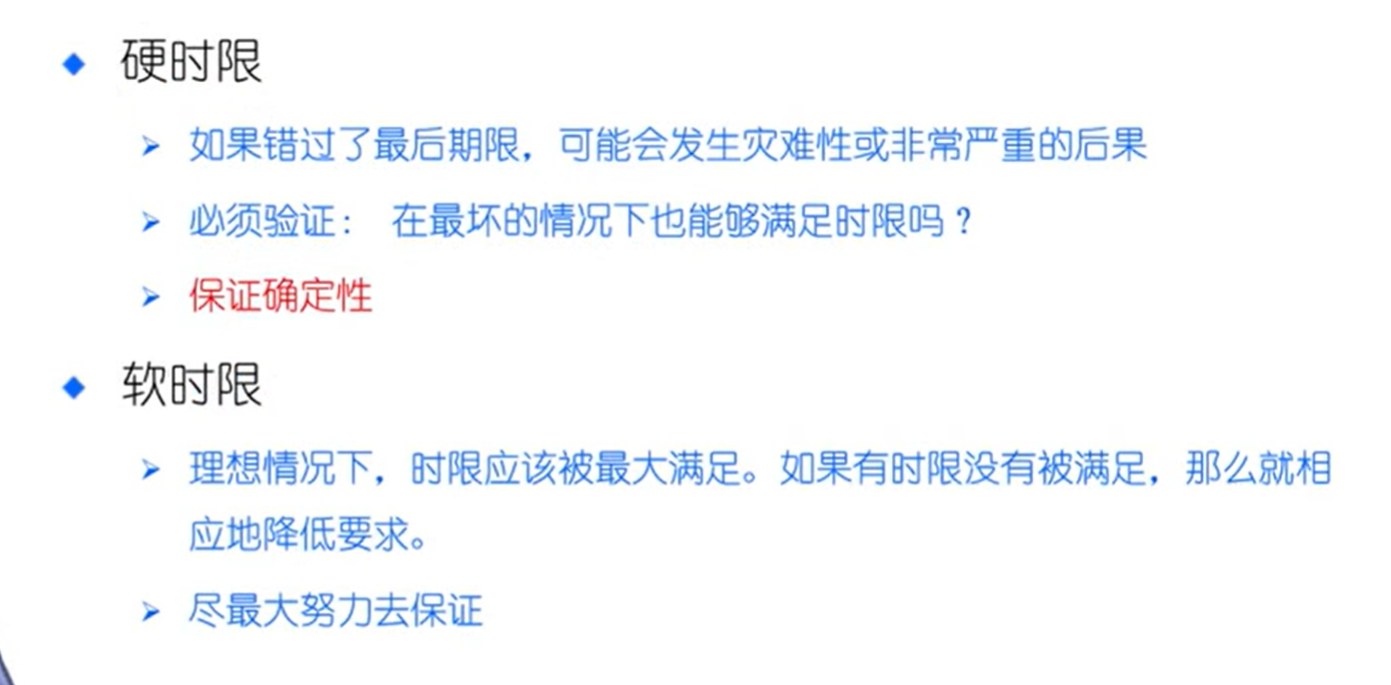 硬时限
如果错过了最后期限，可能会发生灾难性或非常严重的后果
必须验证： 在最坏的情况下也能够满足时限吗？
保证确定性
软时限
理想情况下，时限应该被最大满足。如果有时限没有被满足，那么就相
应地降低要求。
尽最大努力去保证